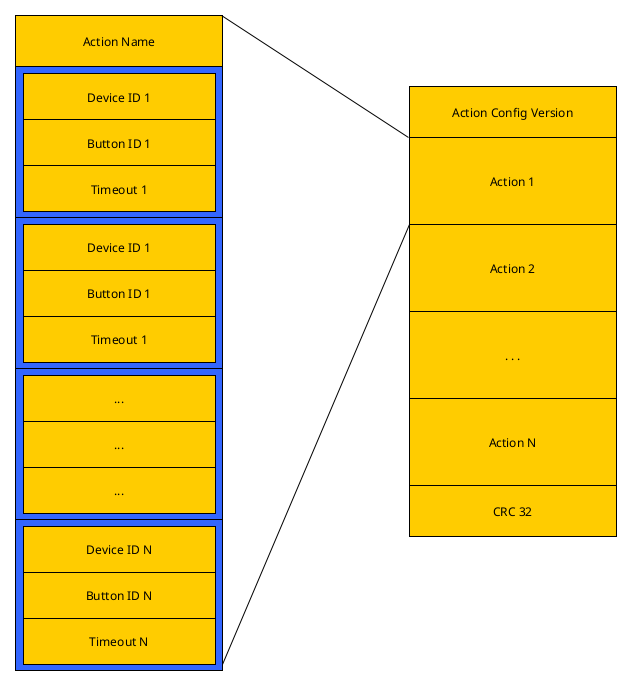 Action Name
Device ID 1
Button ID 1
Timeout 1
Device ID 1
Button ID 1
Timeout 1
...
...
...
Device ID N
Button ID N
Timeout N
Action Config Version
Action 1
Action 2
. . .
Action N
CRC 32